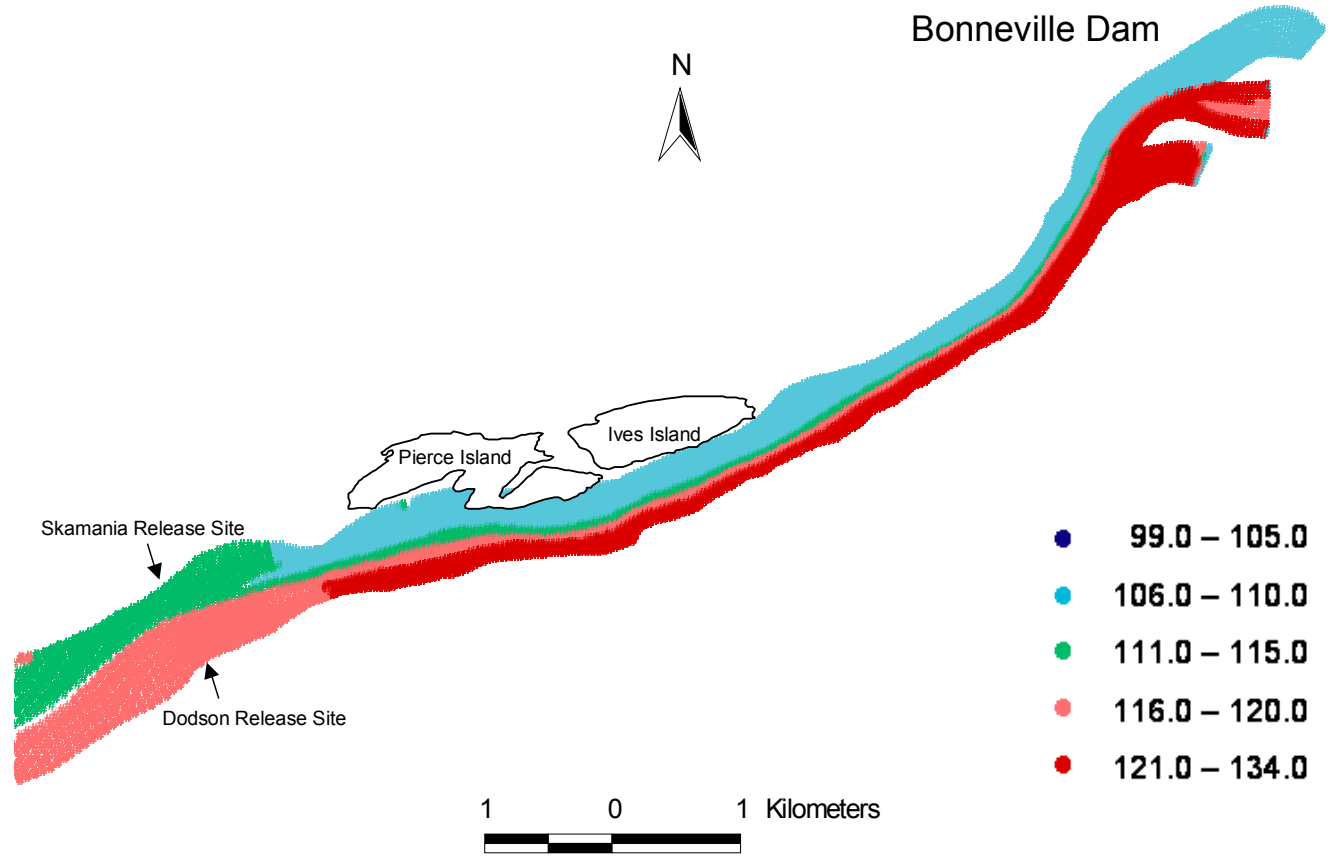 Bonneville Dam
N
Ives Island
Pierce Island
Skamania Release Site
Dodson Release Site
99.0 – 105.0
106.0 – 110.0
111.0 – 115.0
116.0 – 120.0
121.0 – 134.0
1 0 1 Kilometers